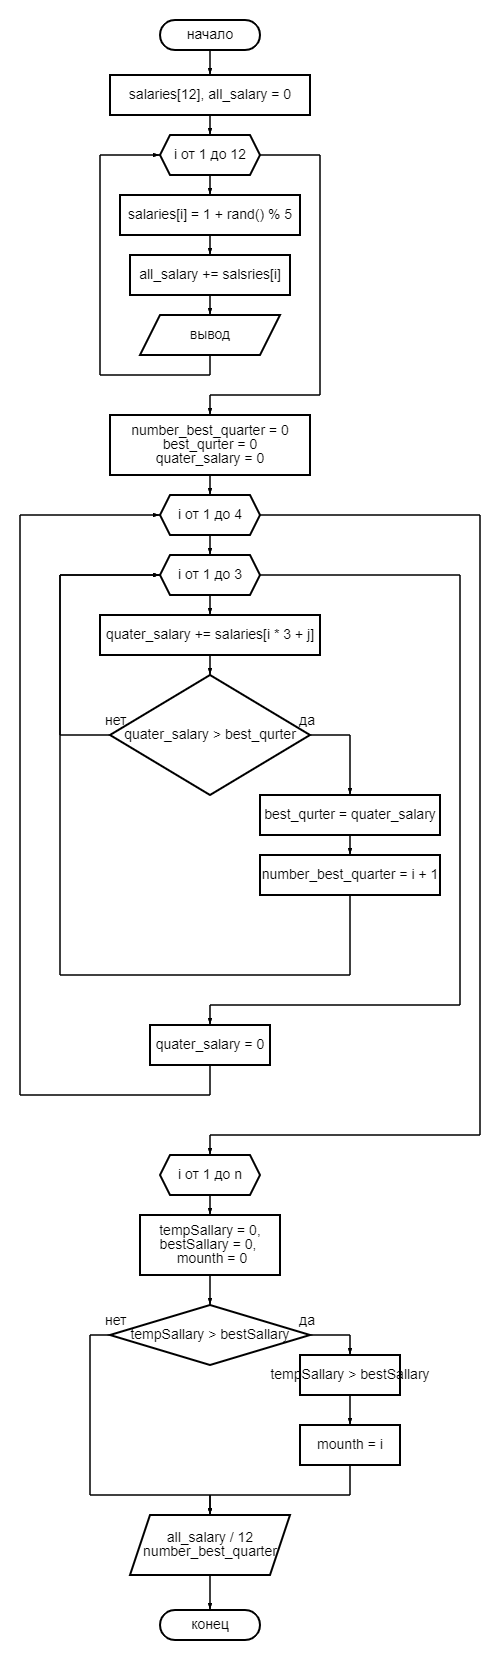 начало
salaries[12], all_salary = 0
i от 1 до 12
salaries[i] = 1 + rand() % 5
all_salary += salsries[i]
вывод
number_best_quarter = 0
best_qurter = 0
quater_salary = 0
i от 1 до 4
i от 1 до 3
quater_salary += salaries[i * 3 + j]
нет
да
quater_salary > best_qurter
best_qurter = quater_salary
number_best_quarter = i + 1
quater_salary = 0
i от 1 до n
tempSallary = 0,
bestSallary = 0,
mounth = 0
нет
да
tempSallary > bestSallary
tempSallary > bestSallary
mounth = i
all_salary / 12
number_best_quarter
конец